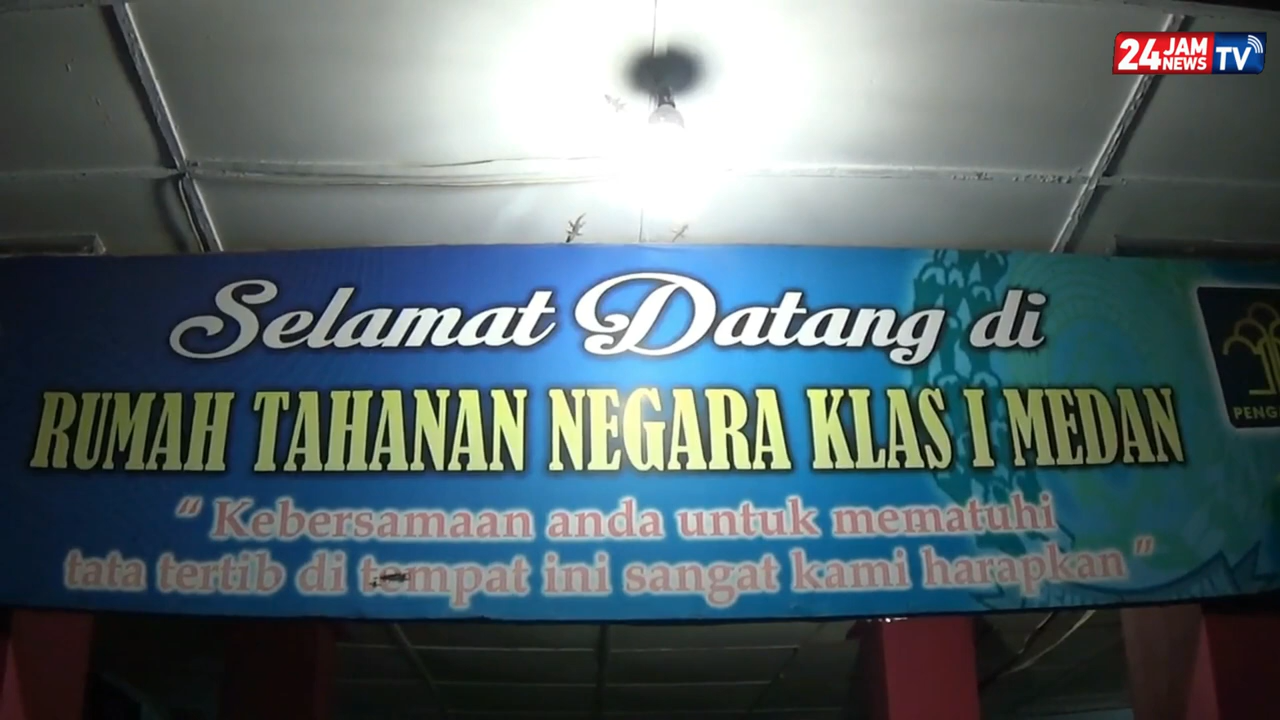 24 JAM NEWS TV
Selamat Datang di
RUMAH TAHANAN NEGARA KLAS I MEDAN
“ Kebersamaan anda untuk mematuhi
tata tertib di tempat ini sangat kami harapkan ”